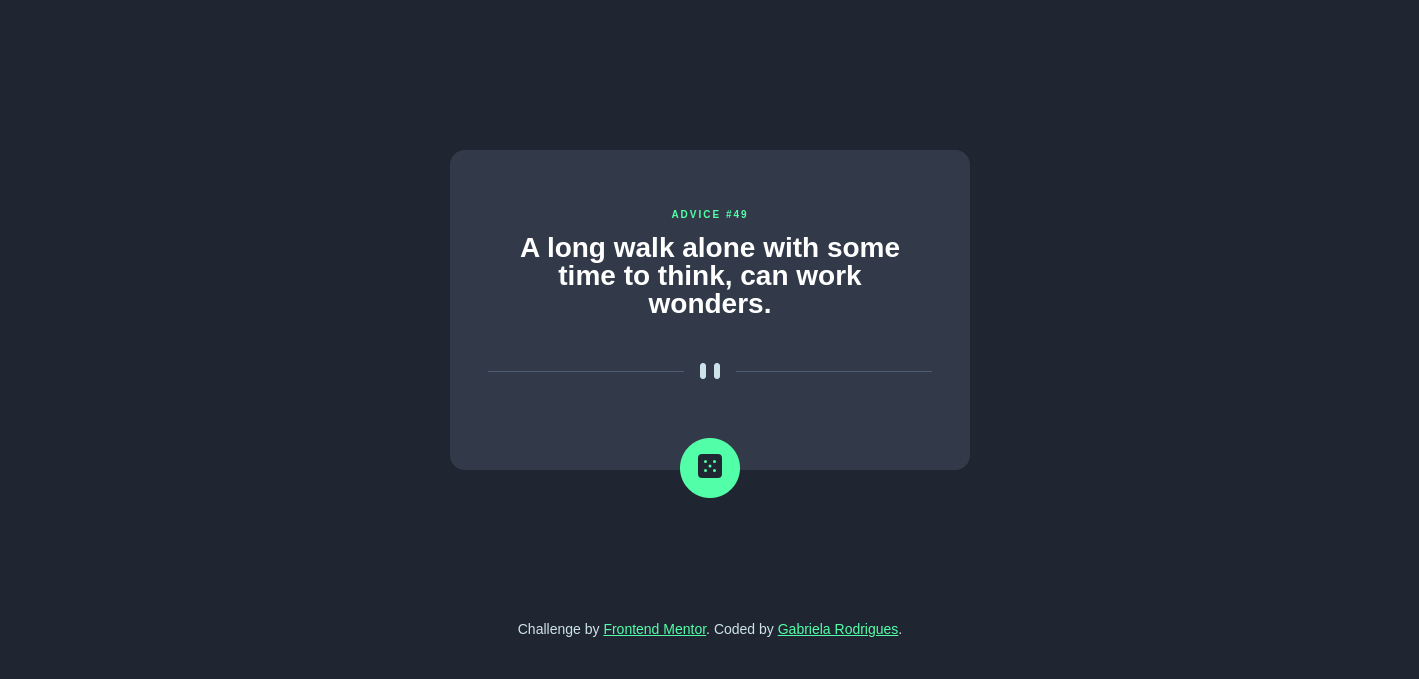 ADVICE #49
A long walk alone with some
time to think, can work
wonders.
Challenge by Frontend Mentor. Coded by Gabriela Rodrigues.